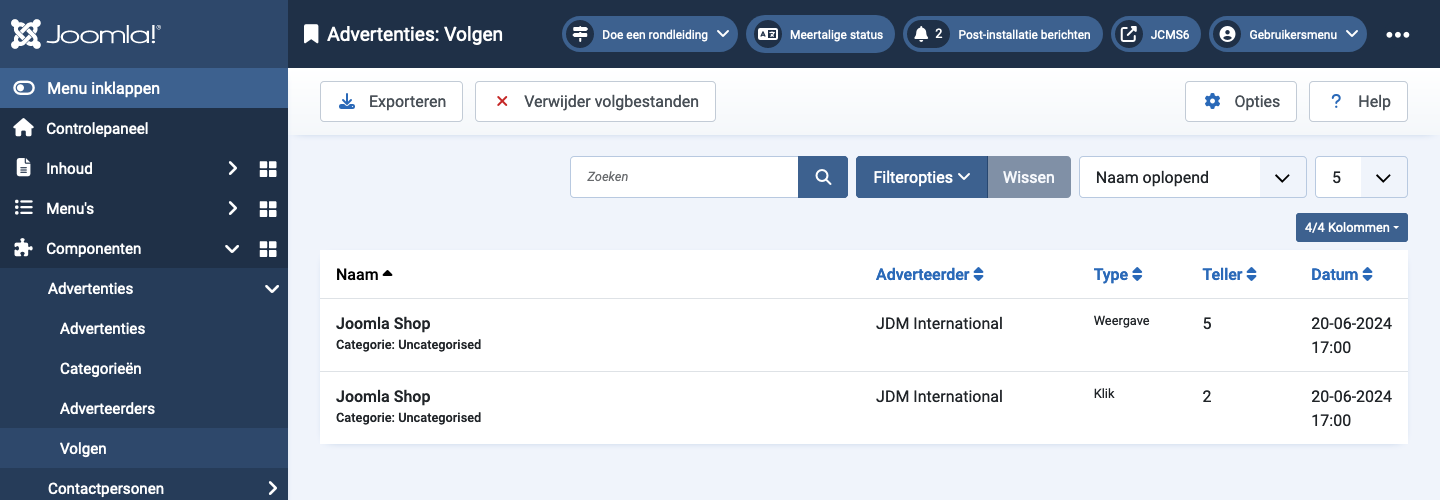 Joomla!®
Advertenties: Volgen
Doe een rondleiding
Meertalige status
2 Post-installatie berichten
JCMS6
Gebruikersmenu
Menu inklappen
Controlepaneel
Inhoud
Menu's
Componenten
Advertenties
Advertenties
Categorieën
Adverteerders
Volgen
Contactpersonen
Exporteren
Verwijder volgbestanden
Opties
? Help
Zoeken
Filteropties
Wissen
Naam oplopend
5
4/4 Kolommen
Naam Adverteerder Type Teller Datum
Joomla Shop JDM International Weergave 5 20-06-2024
Categorie: Uncategorised 17:00
Joomla Shop JDM International Klik 2 20-06-2024
Categorie: Uncategorised 17:00